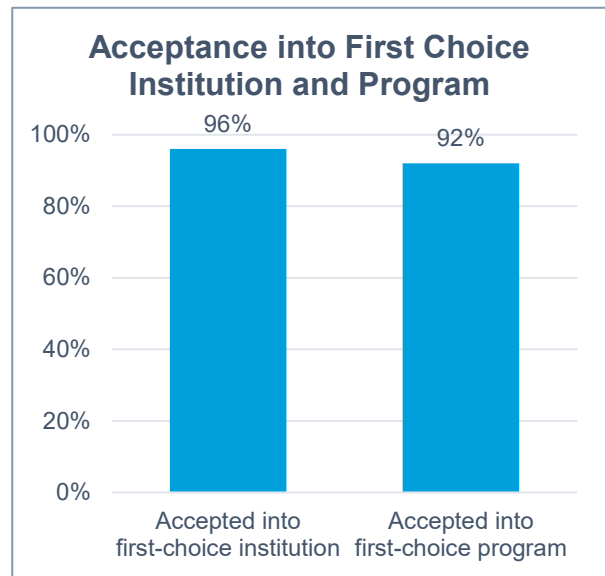 Acceptance into First Choice
Institution and Program
100%
80%
60%
40%
20%
0%
96%
92%
Accepted into
first-choice institution
Accepted into
first-choice program